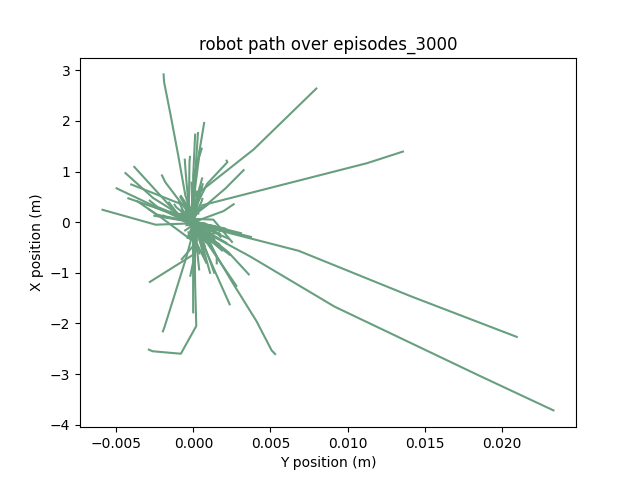 robot path over episodes_3000
3
2
1
0
−1
−2
−3
−4
X position (m)
−0.005 0.000 0.005 0.010 0.015 0.020
Y position (m)